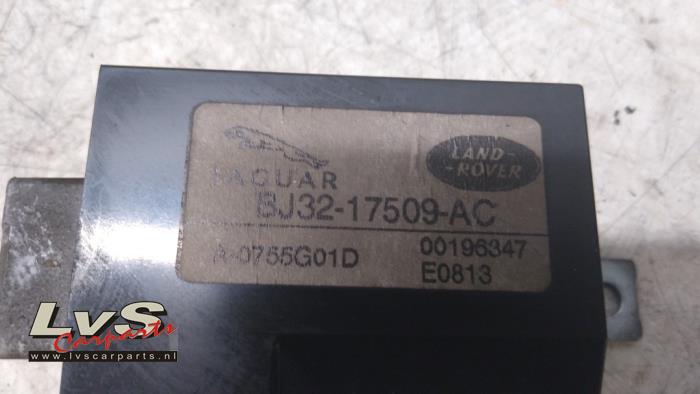 JAGUAR
LAND-
-ROVER
BJ32-17509-AC
A-0755G01D
00196347
E0813
LvS
Carparts
www.lvscarparts.nl